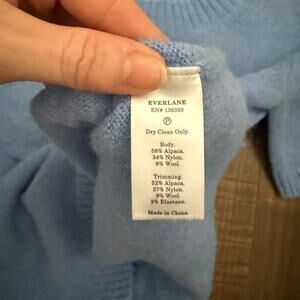 EVERLANE
RN# 139393
P
Dry Clean Only.
Body.
58% Alpaca.
34% Nylon.
8% Wool.
Trimming.
52% Alpaca.
37% Nylon.
9% Wool.
2% Elastane.
Made in China.